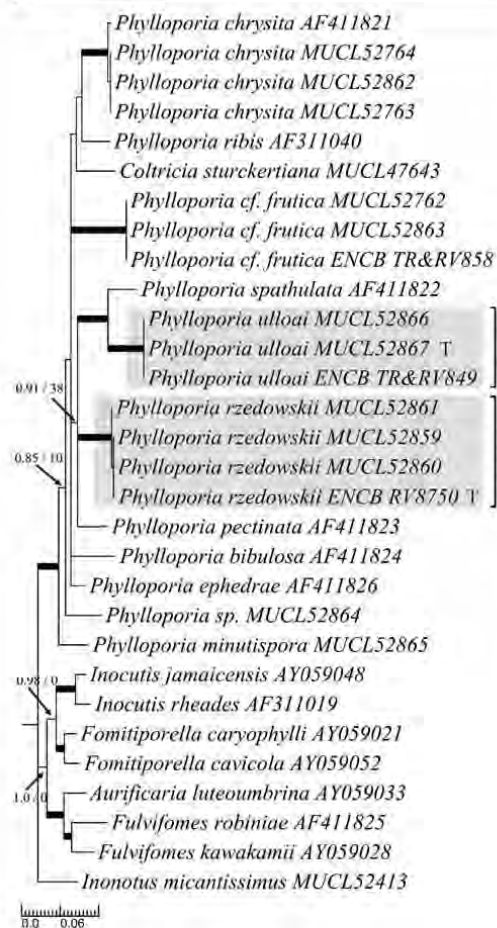 Phylloporia chrysita AF411821
Phylloporia chrysita MUCL52764
Phylloporia chrysita MUCL52862
Phylloporia chrysita MUCL52763
Phylloporia ribis AF311040
Coltricia sturckertiana MUCL47643
Phylloporia cf. frutica MUCL52762
Phylloporia cf. frutica MUCL52863
Phylloporia cf. frutica ENCB TR&RV858
Phylloporia spathulata AF411822
Phylloporia ulloai MUCL52866
Phylloporia ulloai MUCL52867 T
Phylloporia ulloai ENCB TR&RV849
0.91 / 38
Phylloporia rzedowskii MUCL52861
Phylloporia rzedowskii MUCL52859
0.85 / 10
Phylloporia rzedowskii MUCL52860
Phylloporia rzedowskii ENCB RV8750 T
Phylloporia pectinata AF411823
Phylloporia bibulosa AF411824
Phylloporia ephedrae AF411826
Phylloporia sp. MUCL52864
Phylloporia minutispora MUCL52865
Inocutis jamaicensis AY059048
0.98 / 0
Inocutis rheades AF311019
Fomitiporella caryophylli AY059021
Fomitiporella cavicola AY059052
Aurificaria luteoumbrina AY059033
1.0 / 0
Fulvifomes robiniae AF411825
Fulvifomes kawakamii AY059028
Inonotus micantissimus MUCL52413
0.0 0.06